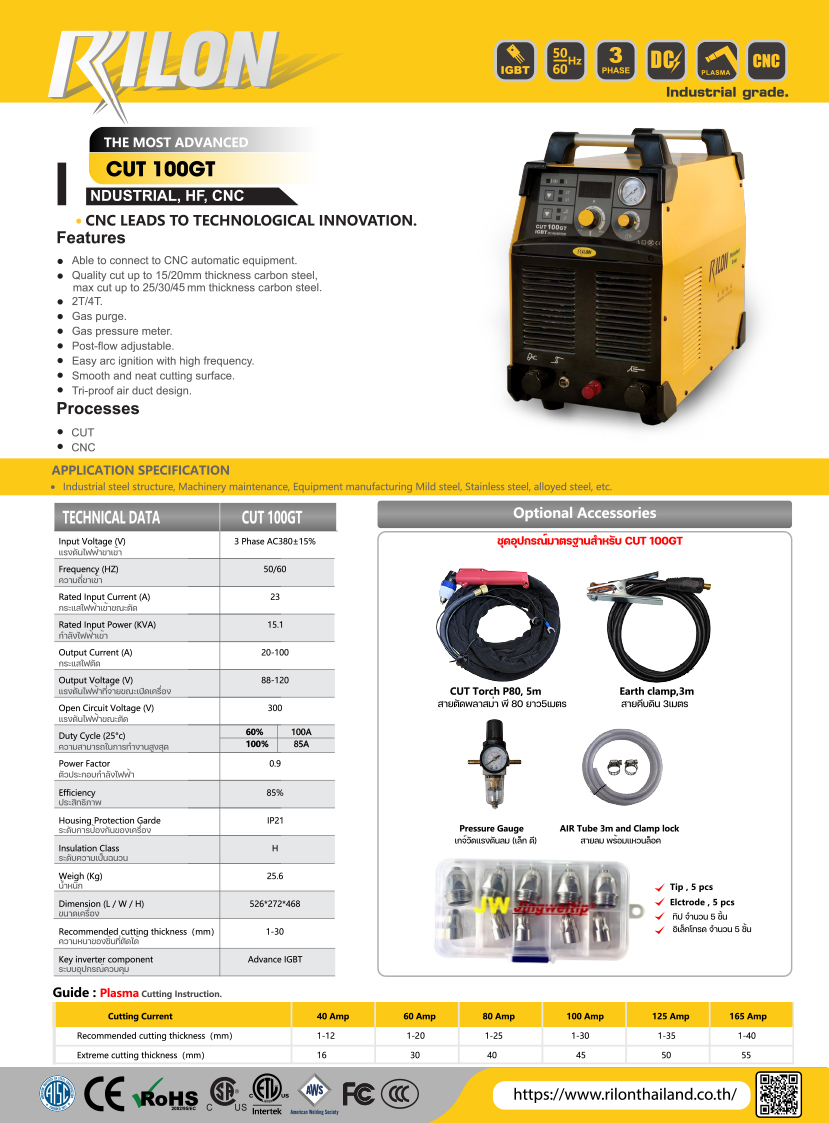 RILON
IGBT
50
60
Hz
3
PHASE
DC
PLASMA
CNC
Industrial grade.
THE MOST ADVANCED
CUT 100GT
INDUSTRIAL, HF, CNC
• CNC LEADS TO TECHNOLOGICAL INNOVATION.
Features
• Able to connect to CNC automatic equipment.
• Quality cut up to 15/20mm thickness carbon steel,
max cut up to 25/30/45 mm thickness carbon steel.
• 2T/4T.
• Gas purge.
• Gas pressure meter.
• Post-flow adjustable.
• Easy arc ignition with high frequency.
• Smooth and neat cutting surface.
• Tri-proof air duct design.
Processes
• CUT
• CNC
CUT100GT
RILON
RILON
APPLICATION SPECIFICATION
• Industrial steel structure, Machinery maintenance, Equipment manufacturing Mild steel, Stainless steel, alloyed steel, etc.
TECHNICAL DATA CUT 100GT
Input Voltage (V) 3 Phase AC380±15%
แรงดันไฟฟ้าขาเข้า
Frequency (HZ) 50/60
ความถี่ขาเข้า
Rated Input Current (A) 23
กระแสไฟฟ้าเข้าขณะตัด
Rated Input Power (KVA) 15.1
กำลังไฟฟ้าเข้า
Output Current (A) 20-100
กระแสไฟตัด
Output Voltage (V) 88-120
แรงดันไฟฟ้าที่จ่ายขณะเปิดเครื่อง
Open Circuit Voltage (V) 300
แรงดันไฟฟ้าขณะตัด
Duty Cycle (25°c) 60% 100A
ความสามารถในการทำงานสูงสุด 100% 85A
Power Factor 0.9
ตัวประกอบกำลังไฟฟ้า
Efficiency 85%
ประสิทธิภาพ
Housing Protection Garde IP21
ระดับการป้องกันของเครื่อง
Insulation Class H
ระดับความเป็นฉนวน
Weigh (Kg) 25.6
น้ำหนัก
Dimension (L / W / H) 526*272*468
ขนาดเครื่อง
Recommended cutting thickness (mm) 1-30
ความหนาของชิ้นที่ตัดได้
Key inverter component Advance IGBT
ระบบอุปกรณ์ควบคุม
Optional Accessories
ชุดอุปกรณ์มาตรฐานสำหรับ CUT 100GT
CUT Torch P80, 5m
สายตัดพลาสม่า พี 80 ยาว5เมตร
Earth clamp,3m
สายคีบดิน 3เมตร
Pressure Gauge
เกจ์วัดแรงดันลม (เล็ก ดี)
AIR Tube 3m and Clamp lock
สายลม พร้อมแหวนล็อค
JW Jingweitip
Tip , 5 pcs
Elctrode , 5 pcs
ทิป จำนวน 5 ชิ้น
อิเล็คโทรด จำนวน 5 ชิ้น
Guide : Plasma Cutting Instruction.
Cutting Current 40 Amp 60 Amp 80 Amp 100 Amp 125 Amp 165 Amp
Recommended cutting thickness (mm) 1-12 1-20 1-25 1-30 1-35 1-40
Extreme cutting thickness (mm) 16 30 40 45 50 55
AISC
CE
RoHS
2002/95/EC
C SA US
C ETL US
Intertek
AWS
American Welding Society
FC
CCC
https://www.rilonthailand.co.th/